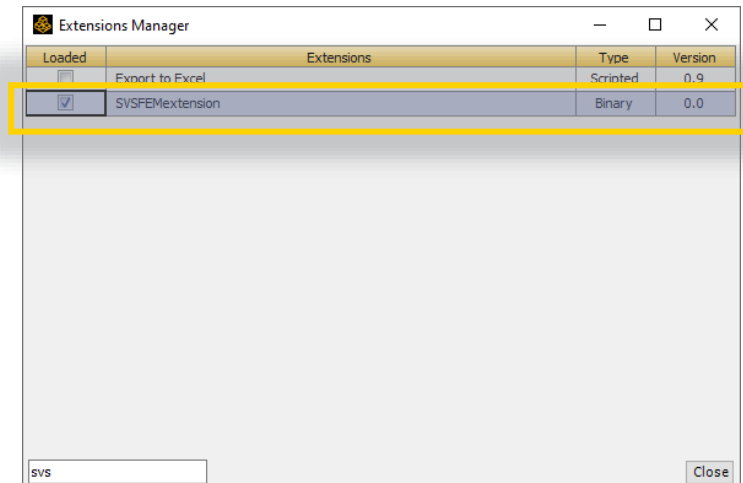 Extensions Manager
Loaded Extensions Type Version
Export to Excel Scripted 0.9
SVSFEMextension Binary 0.0
svs Close